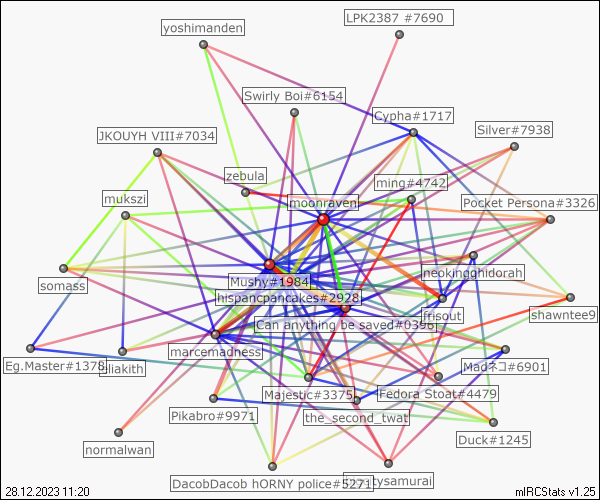 LPK2387 #7690
yoshimanden
Swirly Boi#6154
Cypha#1717
Silver#7938
JKOUYH VIII#7034
zebula
ming#4742
mukszi
moonraven
Pocket Persona#3326
neokingghidorah
somass
Mushy#1984
hispancpancakes#2928
jfrisout
shawntee9
Can anything be saved#0396
marcemadness
Eg.Master#1378
aliakith
Madネコ#6901
Majestic#3375
Fedora Stoat#4479
Pikabro#9971
the_second_twat
normalwan
Duck#1245
DacobDacob hORNY police#5271
tysamurai
28.12.2023 11:20
mIRCStats v1.25